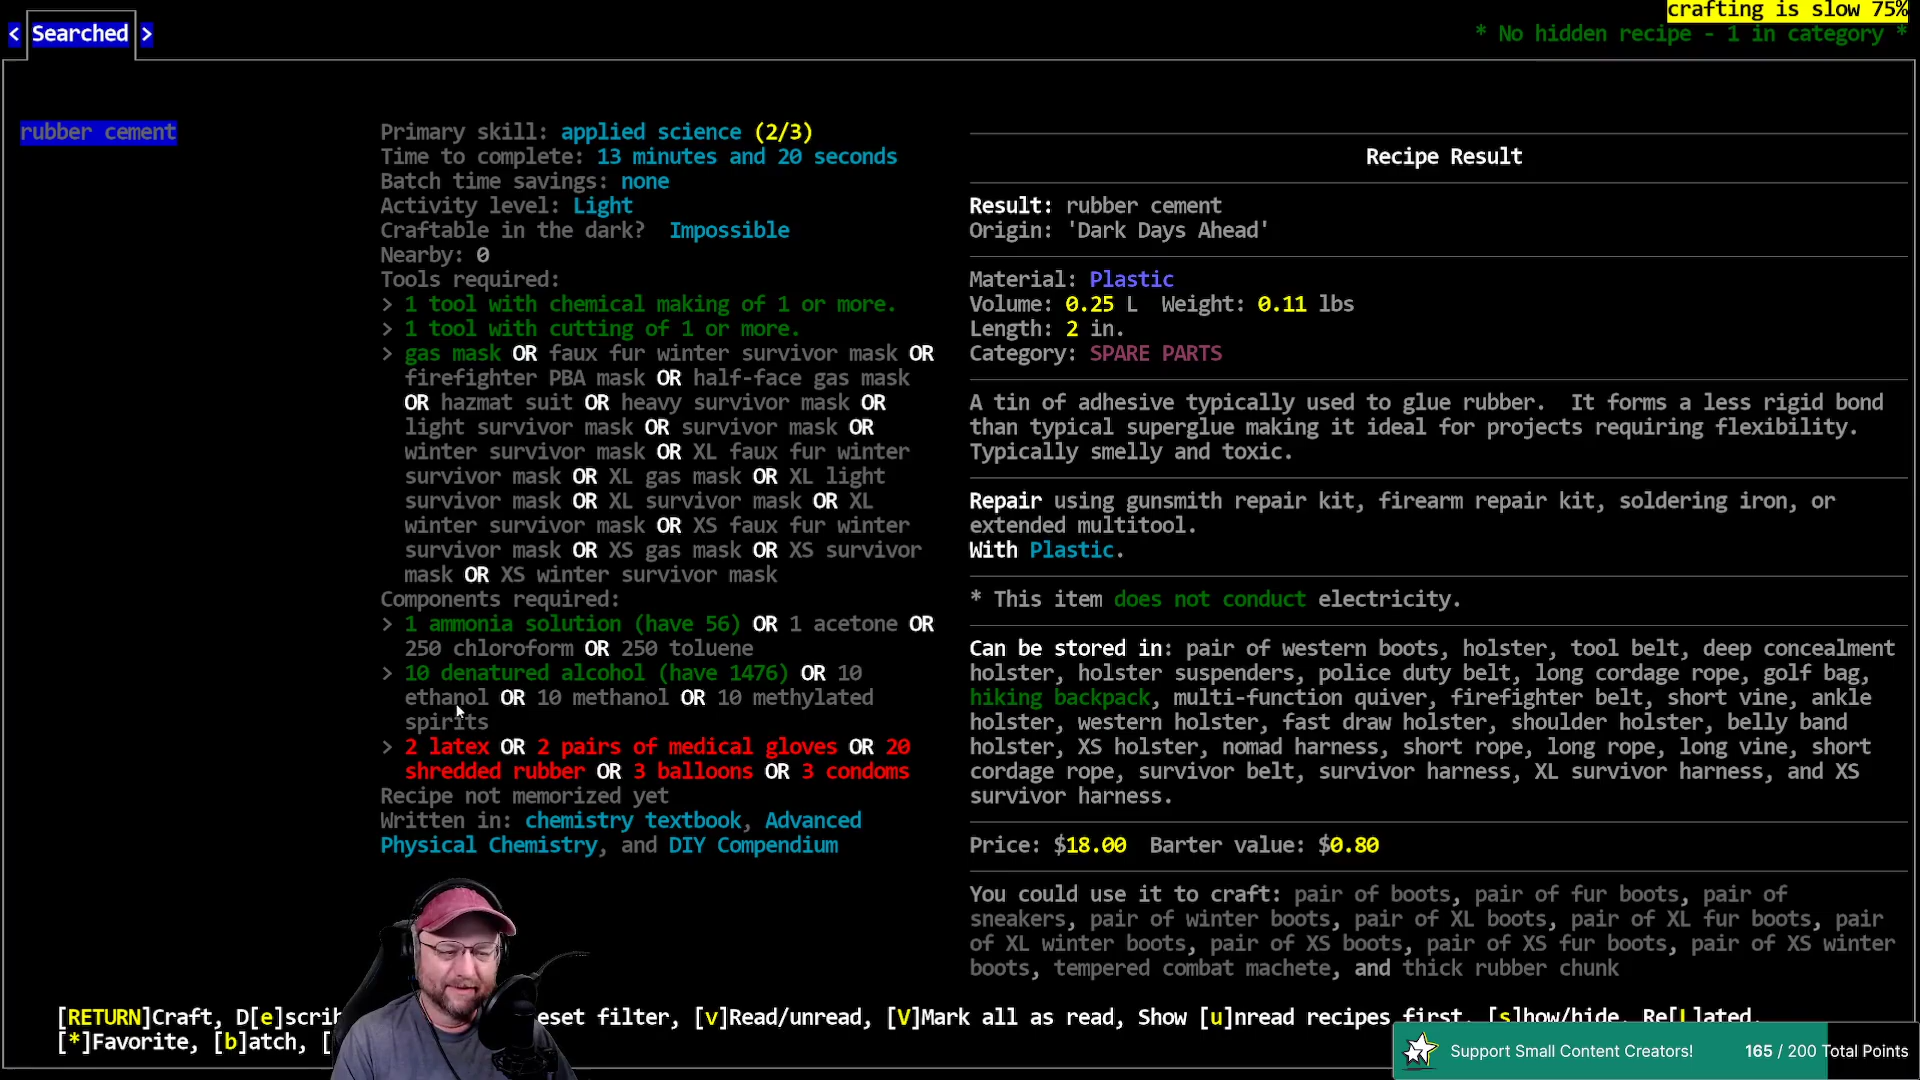 crafting is slow 75%
< Searched >
* No hidden recipe - 1 in category *
rubber cement
Primary skill: applied science (2/3)
Time to complete: 13 minutes and 20 seconds
Batch time savings: none
Activity level: Light
Craftable in the dark? Impossible
Nearby: 0
Tools required:
> 1 tool with chemical making of 1 or more.
> 1 tool with cutting of 1 or more.
> gas mask OR faux fur winter survivor mask OR
firefighter PBA mask OR half-face gas mask
OR hazmat suit OR heavy survivor mask OR
light survivor mask OR survivor mask OR
winter survivor mask OR XL faux fur winter
survivor mask OR XL gas mask OR XL light
survivor mask OR XL survivor mask OR XL
winter survivor mask OR XS faux fur winter
survivor mask OR XS gas mask OR XS survivor
mask OR XS winter survivor mask
Components required:
> 1 ammonia solution (have 56) OR 1 acetone OR
250 chloroform OR 250 toluene
> 10 denatured alcohol (have 1476) OR 10
ethanol OR 10 methanol OR 10 methylated
spirits
> 2 latex OR 2 pairs of medical gloves OR 20
shredded rubber OR 3 balloons OR 3 condoms
Recipe not memorized yet
Written in: chemistry textbook, Advanced
Physical Chemistry, and DIY Compendium
Recipe Result
Result: rubber cement
Origin: 'Dark Days Ahead'
Material: Plastic
Volume: 0.25 L Weight: 0.11 lbs
Length: 2 in.
Category: SPARE PARTS
A tin of adhesive typically used to glue rubber. It forms a less rigid bond
than typical superglue making it ideal for projects requiring flexibility.
Typically smelly and toxic.
Repair using gunsmith repair kit, firearm repair kit, soldering iron, or
extended multitool.
With Plastic.
* This item does not conduct electricity.
Can be stored in: pair of western boots, holster, tool belt, deep concealment
holster, holster suspenders, police duty belt, long cordage rope, golf bag,
hiking backpack, multi-function quiver, firefighter belt, short vine, ankle
holster, western holster, fast draw holster, shoulder holster, belly band
holster, XS holster, nomad harness, short rope, long rope, long vine, short
cordage rope, survivor belt, survivor harness, XL survivor harness, and XS
survivor harness.
Price: $18.00 Barter value: $0.80
You could use it to craft: pair of boots, pair of fur boots, pair of
sneakers, pair of winter boots, pair of XL boots, pair of XL fur boots, pair
of XL winter boots, pair of XS boots, pair of XS fur boots, pair of XS winter
boots, tempered combat machete, and thick rubber chunk
[RETURN]Craft, D[e]scrib eset filter, [v]Read/unread, [V]Mark all as read, Show [u]nread recipes first, [s]how/hide, Re[L]lated,
[*]Favorite, [b]atch, [
Support Small Content Creators! 165 / 200 Total Points